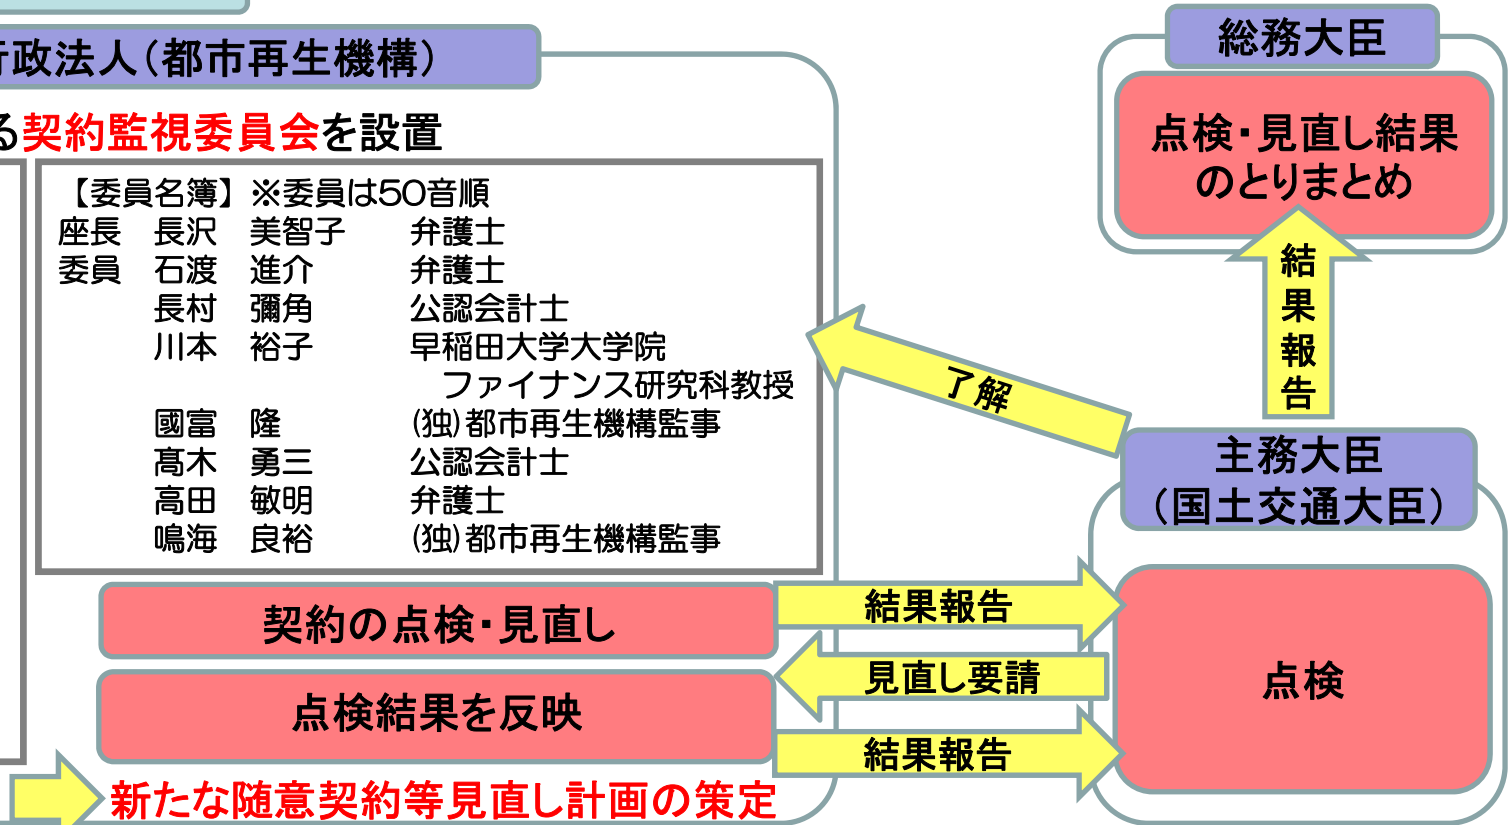 行政法人（都市再生機構）
る契約監視委員会を設置
【委員名簿】※委員は50音順
座長　長沢　美智子　　弁護士
委員　石渡　進介　　　弁護士
長村　彌角　　　公認会計士
川本　裕子　　　早稲田大学大学院
ファイナンス研究科教授
國富　隆　　　　(独)都市再生機構監事
髙木　勇三　　　公認会計士
高田　敏明　　　弁護士
鳴海　良裕　　　(独)都市再生機構監事
契約の点検・見直し
点検結果を反映
新たな随意契約等見直し計画の策定
総務大臣
点検・見直し結果
のとりまとめ
結果報告
了解
主務大臣
（国土交通大臣）
結果報告
見直し要請
結果報告
点検